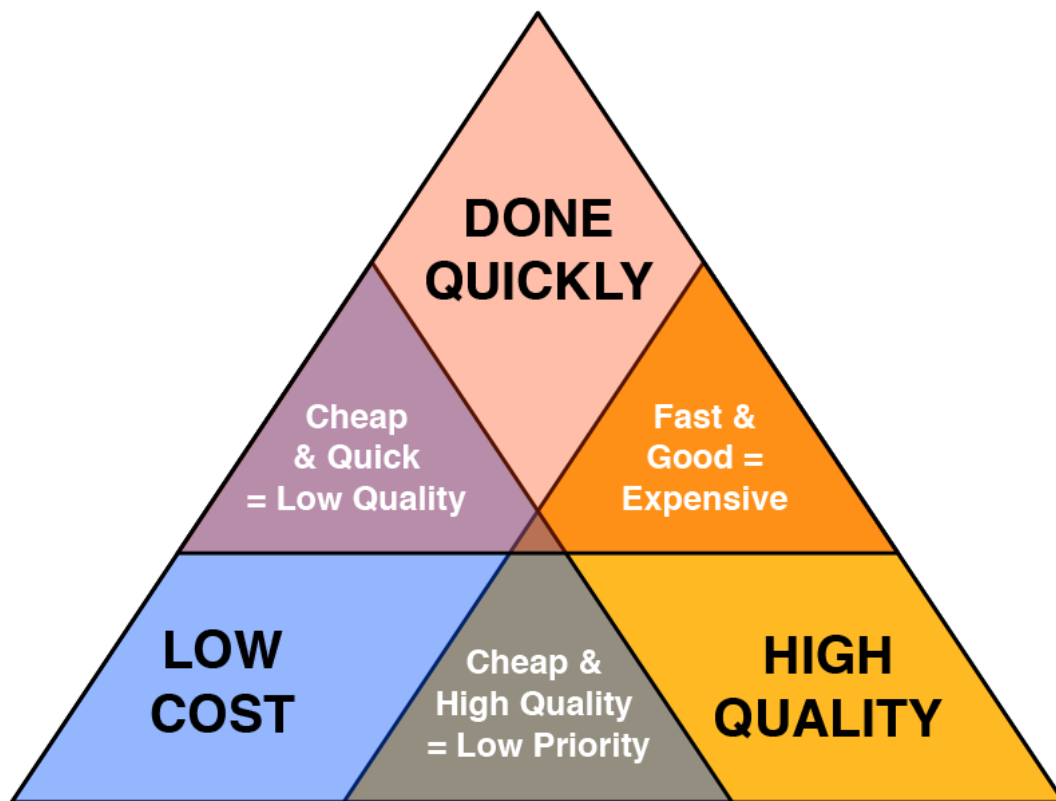 DONE
QUICKLY
Cheap
& Quick
= Low Quality
Fast &
Good =
Expensive
LOW
COST
Cheap &
High Quality
= Low Priority
HIGH
QUALITY